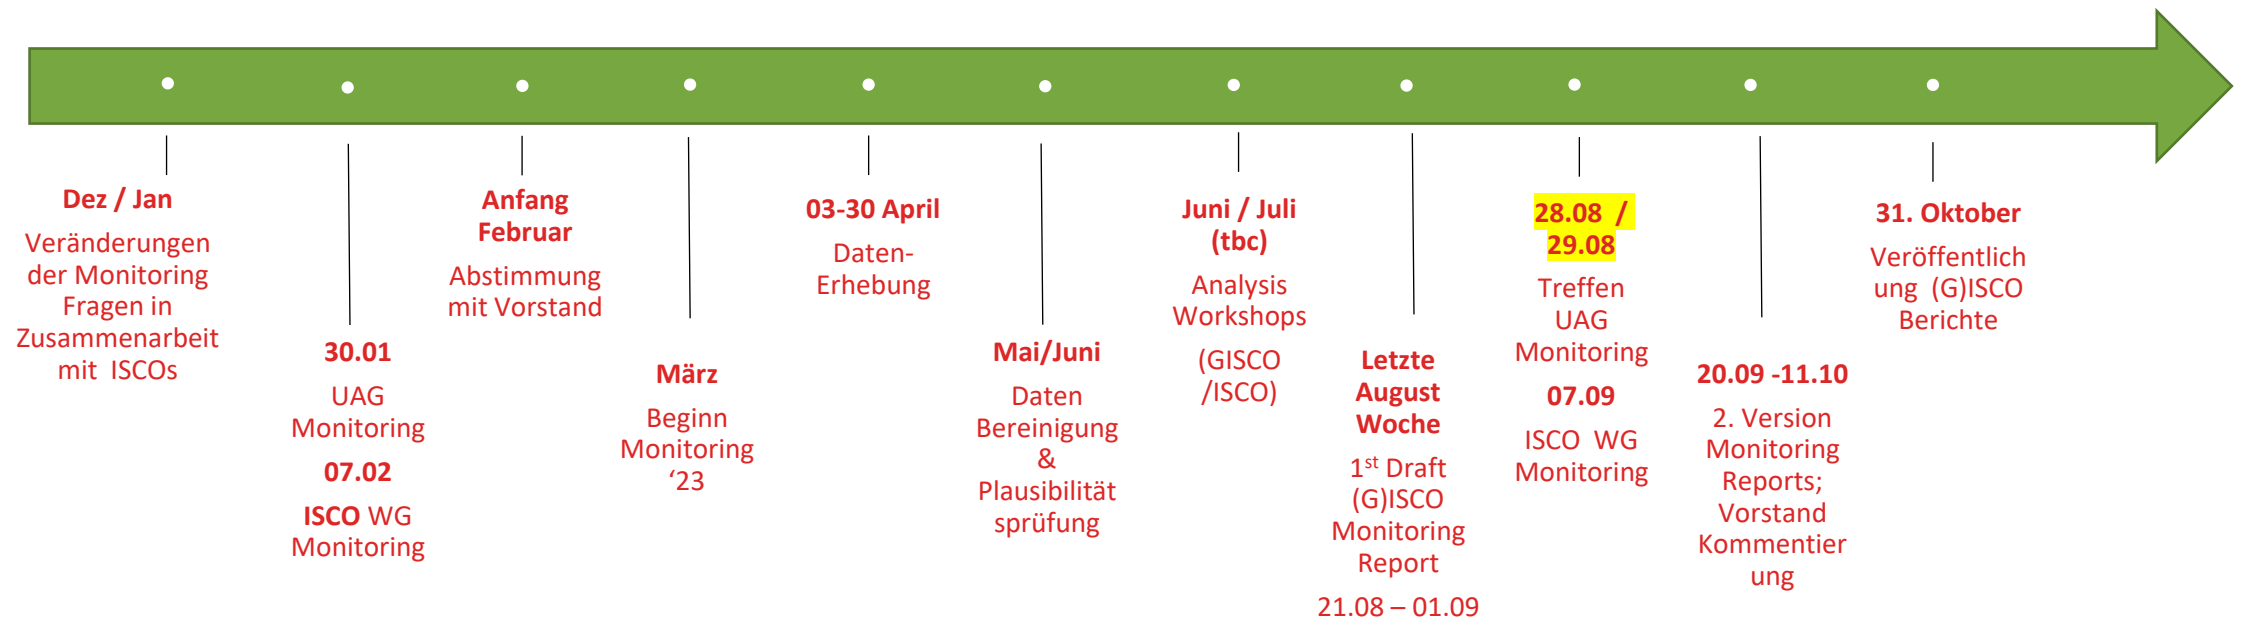 Dez / Jan
Veränderungen
der Monitoring
Fragen in
Zusammenarbeit
mit ISCOs
30.01
UAG
Monitoring
07.02
ISCO WG
Monitoring
Anfang
Februar
Abstimmung
mit Vorstand
März
Beginn
Monitoring
‘23
03-30 April
Daten-
Erhebung
Mai/Juni
Daten
Bereinigung
&
Plausibilität
sprüfung
Juni / Juli
(tbc)
Analysis
Workshops
(GISCO
/ISCO)
Letzte
August
Woche
1st Draft
(G)ISCO
Monitoring
Report
21.08 – 01.09
28.08 /
29.08
Treffen
UAG
Monitoring
07.09
ISCO WG
Monitoring
20.09 -11.10
2. Version
Monitoring
Reports;
Vorstand
Kommentier
ung
31. Oktober
Veröffentlich
ung (G)ISCO
Berichte